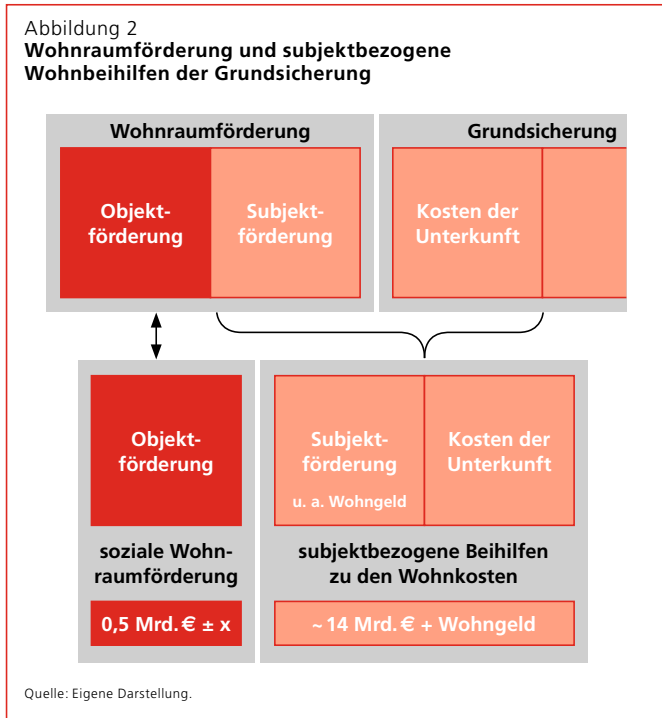 Abbildung 2
Wohnraumförderung und subjektbezogene
Wohnbeihilfen der Grundsicherung
Wohnraumförderung
Objekt-
förderung
Subjekt-
förderung
Grundsicherung
Kosten der
Unterkunft
Objekt-
förderung
soziale Wohn-
raumförderung
0,5 Mrd. € ± x
Subjekt-
förderung
u. a. Wohngeld
Kosten der
Unterkunft
subjektbezogene Beihilfen
zu den Wohnkosten
~ 14 Mrd. € + Wohngeld
Quelle: Eigene Darstellung.